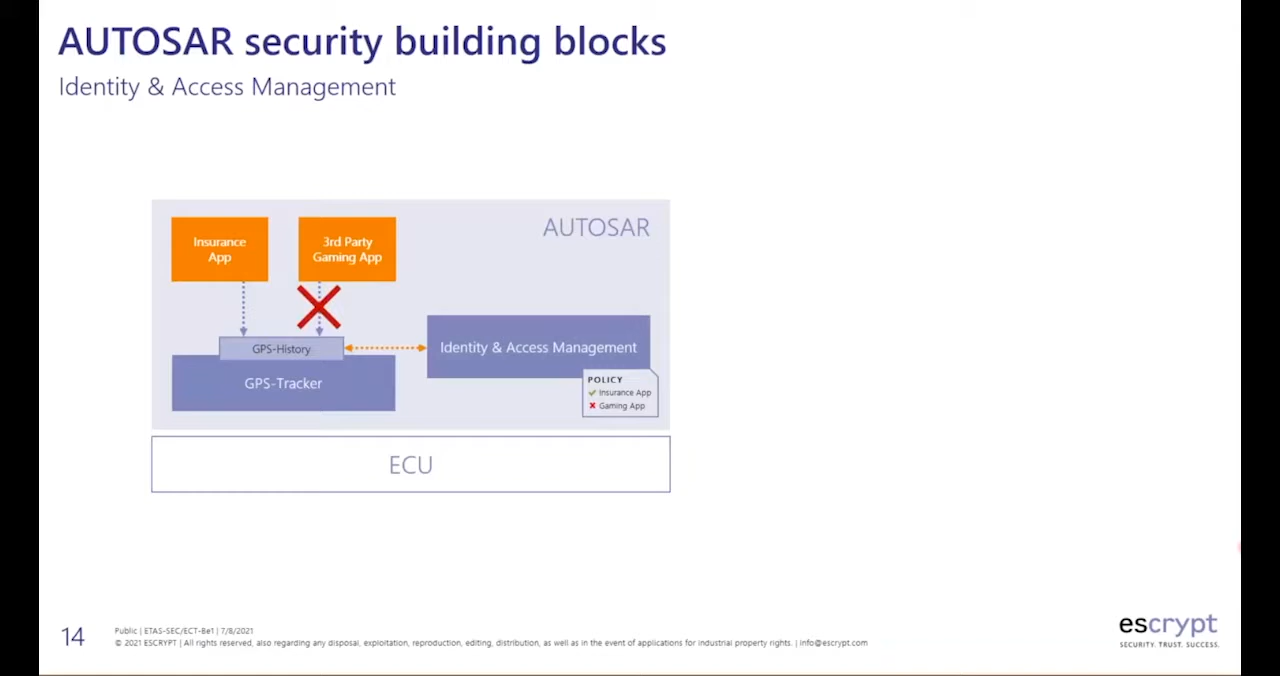 AUTOSAR security building blocks
Identity & Access Management
AUTOSAR
Insurance
App
3rd Party
Gaming App
GPS-History
GPS-Tracker
Identity & Access Management
POLICY
Insurance App
Gaming App
ECU
14
Public | ETAS-SEC/ECT-Be1 | 7/8/2021
© 2021 ESCRYPT | All rights reserved, also regarding any disposal, exploitation, reproduction, editing, distribution, as well as in the event of applications for industrial property rights. | info@escrypt.com
escrypt
SECURITY. TRUST. SUCCESS.